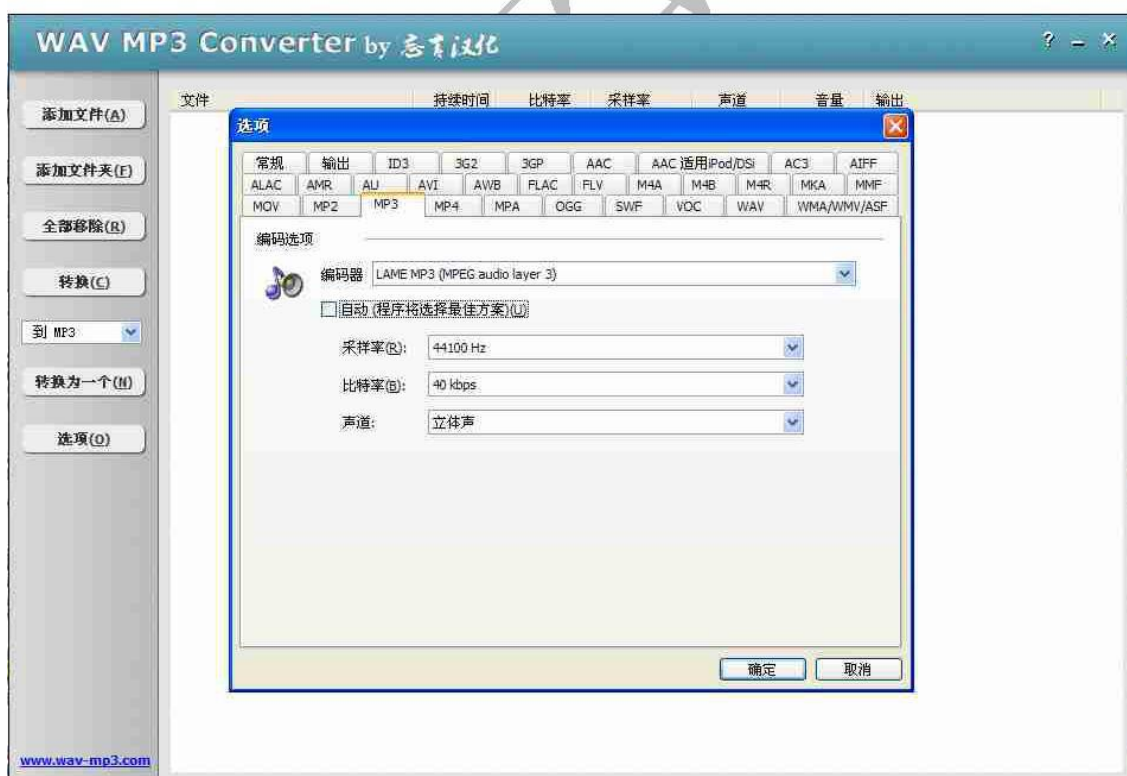 WAV MP3 Converter by 忘青汉化
? – ×
添加文件(A)
添加文件夹(F)
全部移除(R)
转换(C)
到 MP3
转换为一个(N)
选项(O)
www.wav-mp3.com
文件 持续时间 比特率 采样率 声道 音量 输出
选项
常规 输出 ID3 3G2 3GP AAC AAC 适用iPod/DSi AC3 AIFF
ALAC AMR AU AVI AWB FLAC FLV M4A M4B M4R MKA MMF
MOV MP2 MP3 MP4 MPA OGG SWF VOC WAV WMA/WMV/ASF
编码选项
编码器 LAME MP3 (MPEG audio layer 3)
自动 (程序将选择最佳方案)(U)
采样率(R): 44100 Hz
比特率(B): 40 kbps
声道: 立体声
确定 取消